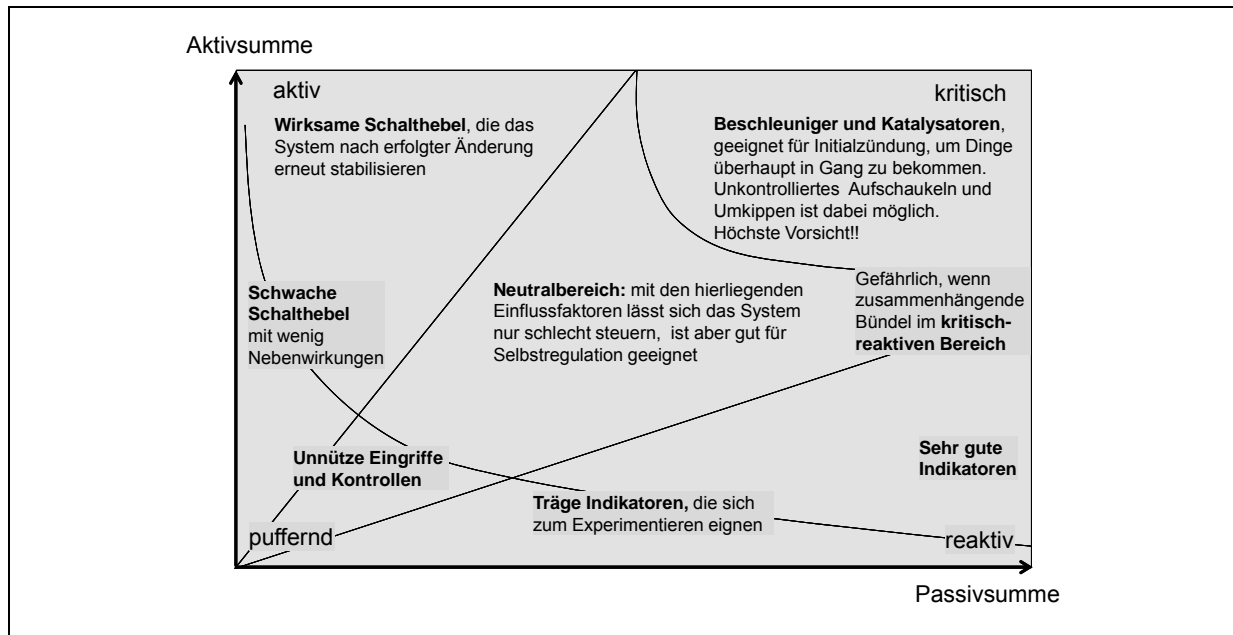 Aktivsumme
aktiv
kritisch
Wirksame Schalthebel, die das
System nach erfolgter Änderung
erneut stabilisieren
Beschleuniger und Katalysatoren,
geeignet für Initialzündung, um Dinge
überhaupt in Gang zu bekommen.
Unkontrolliertes Aufschaukeln und
Umkippen ist dabei möglich.
Höchste Vorsicht!!
Schwache
Schalthebel
mit wenig
Nebenwirkungen
Neutralbereich: mit den hierliegenden
Einflussfaktoren lässt sich das System
nur schlecht steuern, ist aber gut für
Selbstregulation geeignet
Gefährlich, wenn
zusammenhängende
Bündel im kritisch-
reaktiven Bereich
Unnütze Eingriffe
und Kontrollen
Sehr gute
Indikatoren
Träge Indikatoren, die sich
zum Experimentieren eignen
puffernd
reaktiv
Passivsumme